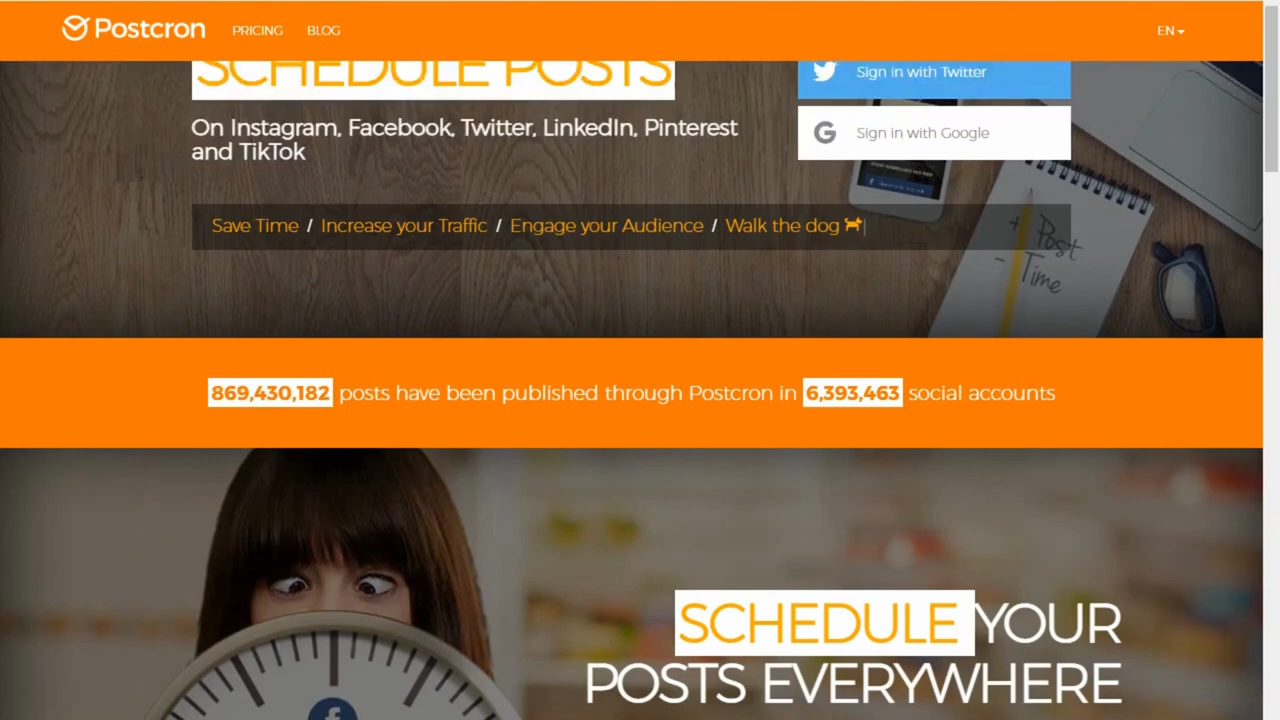 Postcron PRICING BLOG EN
SCHEDULE POSTS
Sign in with Twitter
On Instagram, Facebook, Twitter, LinkedIn, Pinterest
and TikTok
Sign in with Google
Save Time / Increase your Traffic / Engage your Audience / Walk the dog
+ Post
- Time
869,430,182 posts have been published through Postcron in 6,393,463 social accounts
SCHEDULE YOUR
POSTS EVERYWHERE